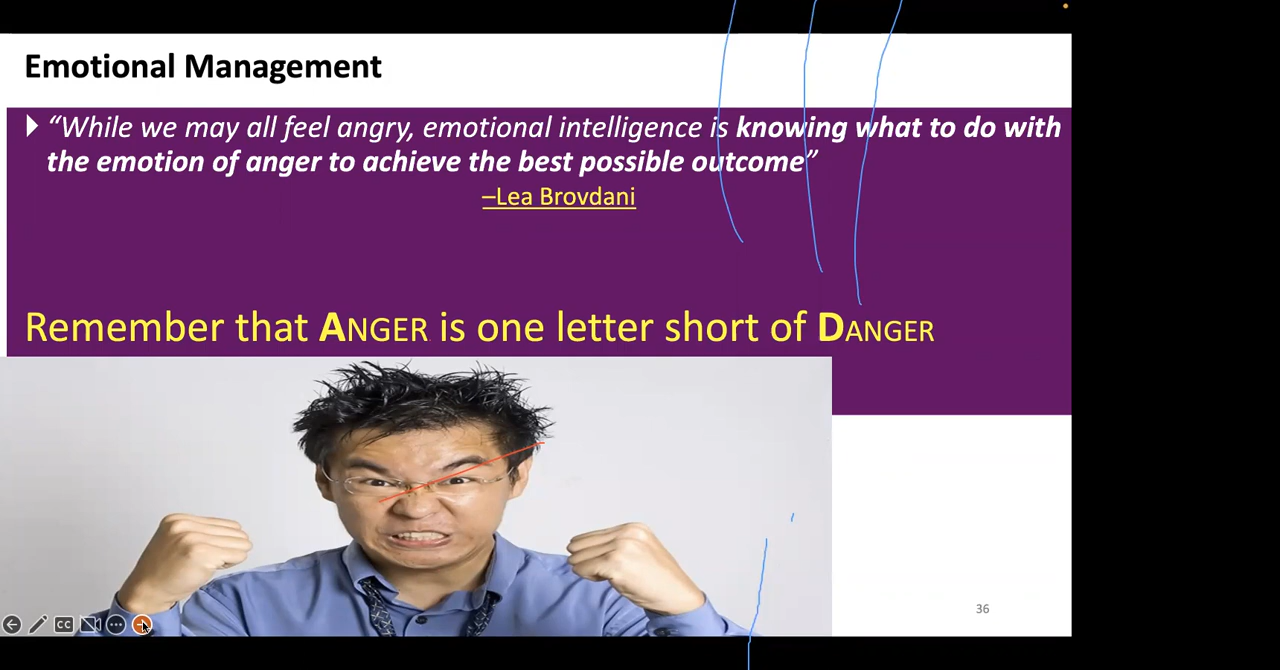 Emotional Management
“While we may all feel angry, emotional intelligence is knowing what to do with
the emotion of anger to achieve the best possible outcome”
–Lea Brovdani
Remember that ANGER is one letter short of DANGER
CC
36